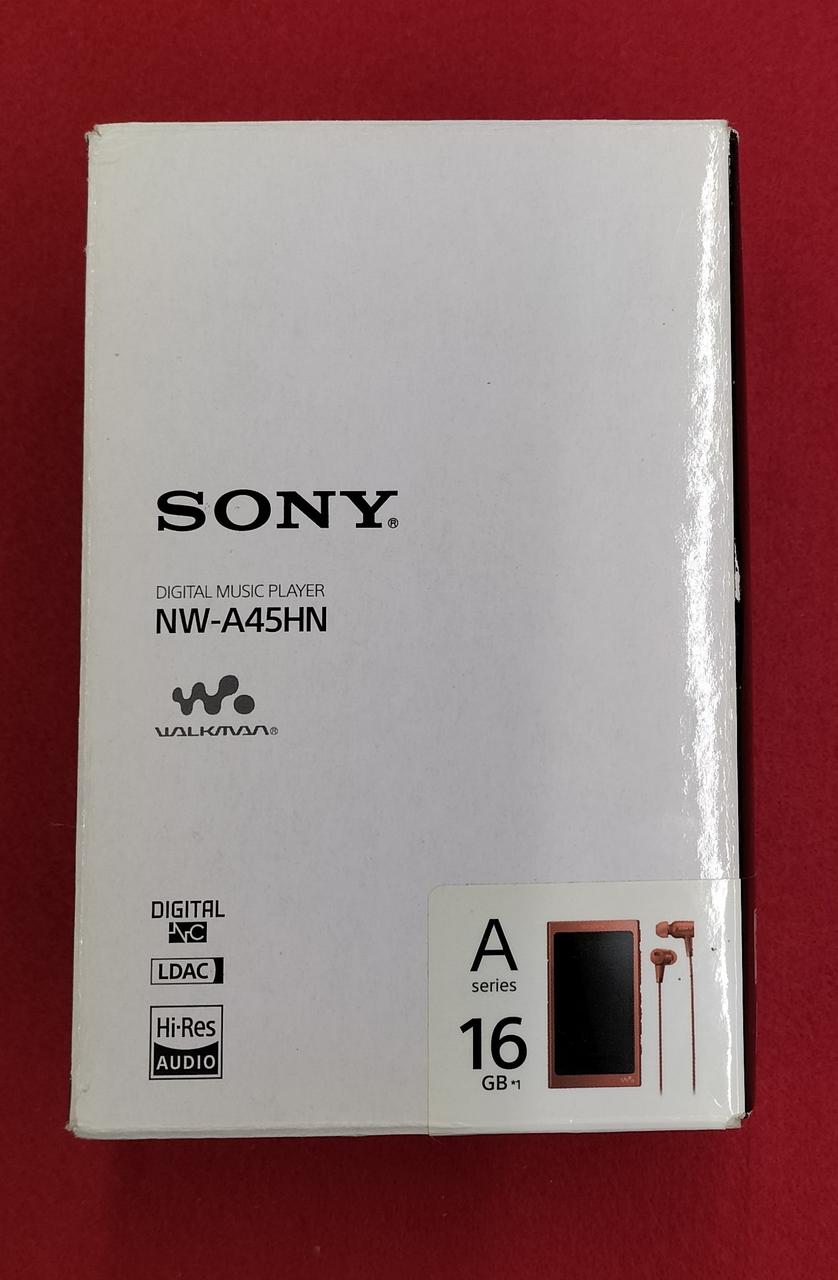 SONY®
DIGITAL MUSIC PLAYER
NW-A45HN
WALKMAN®
DIGITAL
NC
LDAC
Hi-Res
AUDIO
A
series
16
GB *1